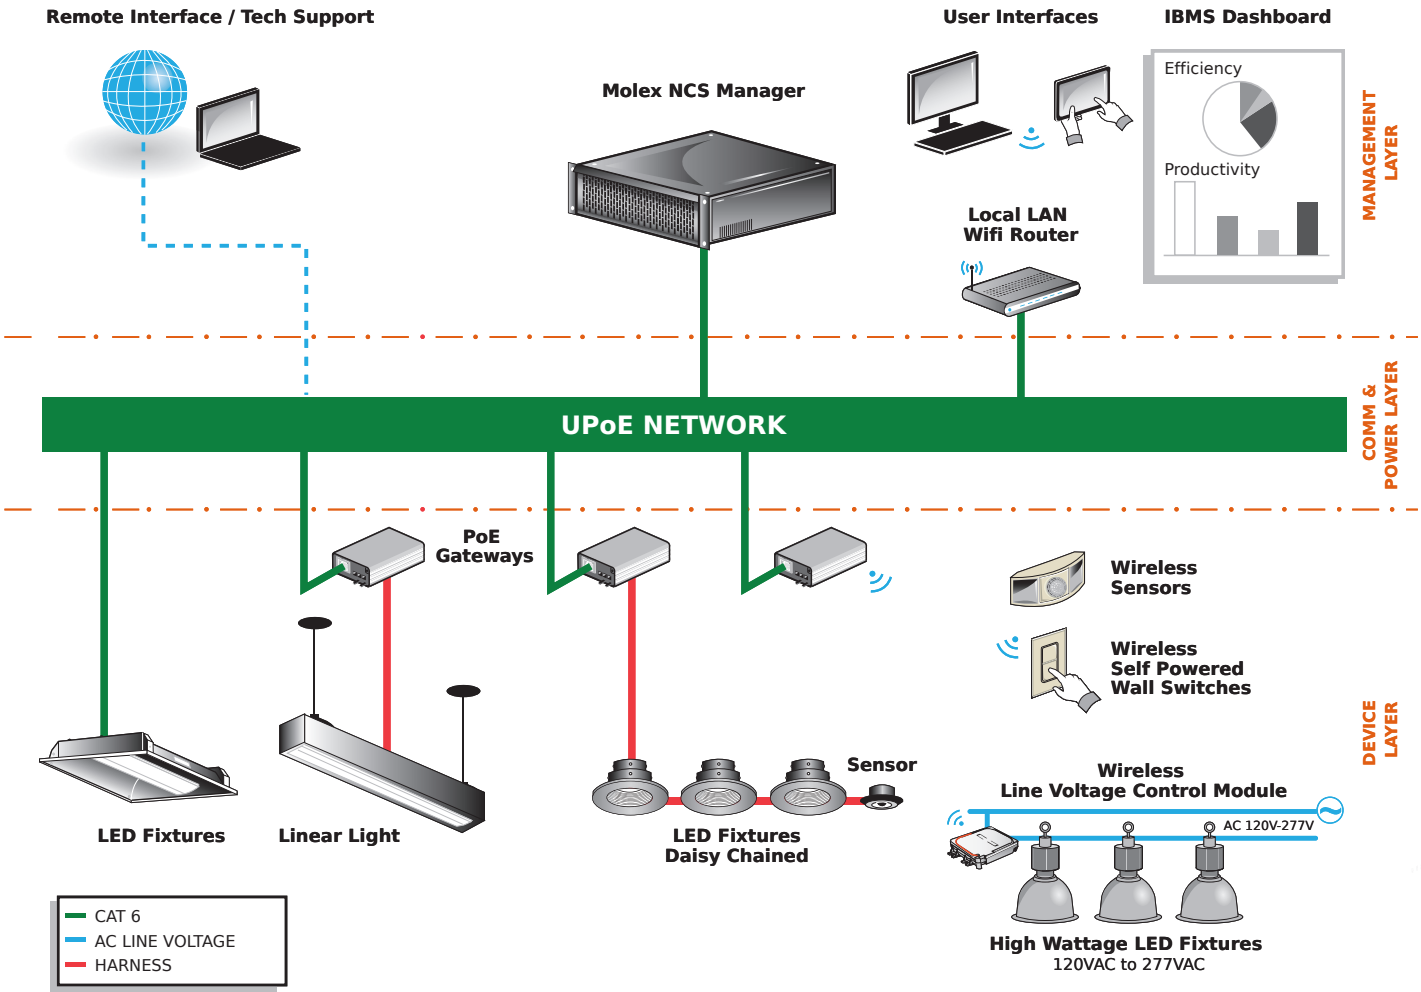 Remote Interface / Tech Support
User Interfaces
IBMS Dashboard
Efficiency
Productivity
Molex NCS Manager
Local LAN
Wifi Router
MANAGEMENT
LAYER
UPoE NETWORK
COMM &
POWER LAYER
PoE
Gateways
Wireless
Sensors
Wireless
Self Powered
Wall Switches
DEVICE
LAYER
Sensor
Wireless
Line Voltage Control Module
AC 120V-277V
LED Fixtures
Linear Light
LED Fixtures
Daisy Chained
High Wattage LED Fixtures
120VAC to 277VAC
CAT 6
AC LINE VOLTAGE
HARNESS